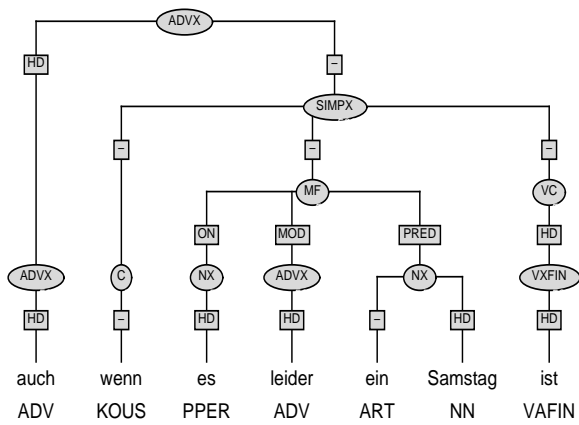 ADVX
HD –
SIMPX
– – –
MF VC
ON MOD PRED HD
ADVX C NX ADVX NX VXFIN
HD – HD HD – HD HD
auch wenn es leider ein Samstag ist
ADV KOUS PPER ADV ART NN VAFIN